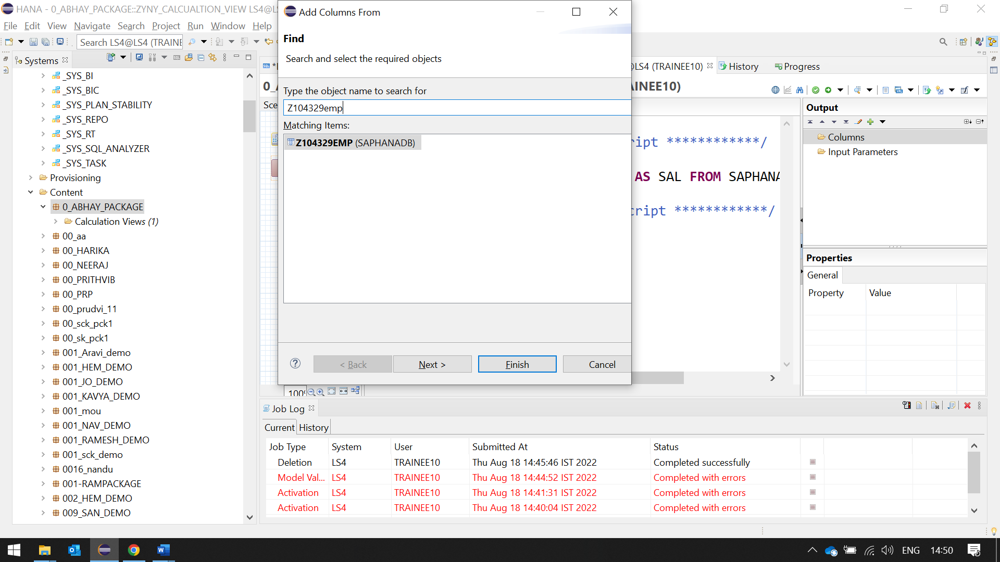 HANA - 0_ABHAY_PACKAGE::ZYNY_CALCUALTION_VIEW LS4@LS
File Edit View Navigate Search Project Run Window Help
Search LS4@LS4 (TRAINE
Systems
_SYS_BI
_SYS_BIC
_SYS_PLAN_STABILITY
_SYS_REPO
_SYS_RT
_SYS_SQL_ANALYZER
_SYS_TASK
Provisioning
Content
0_ABHAY_PACKAGE
Calculation Views (1)
00_aa
00_HARIKA
00_NEERAJ
00_PRITHVIB
00_PRP
00_prudvi_11
00_sck_pck1
00_sk_pck1
001_Aravi_demo
001_HEM_DEMO
001_JO_DEMO
001_KAVYA_DEMO
001_mou
001_NAV_DEMO
001_RAMESH_DEMO
001_sck_demo
0016_nandu
001-RAMPACKAGE
002_HEM_DEMO
009_SAN_DEMO
Add Columns From
Find
Search and select the required objects
Type the object name to search for
Z104329emp
Matching Items:
Z104329EMP (SAPHANADB)
< Back Next > Finish Cancel
@LS4 (TRAINEE10) History Progress
0_A
INEE10)
Sce
ript ************/
AS SAL FROM SAPHANA
cript ************/
100%
Output
Columns
Input Parameters
Properties
General
Property Value
Job Log
Current History
Job Type System User Submitted At Status
Deletion LS4 TRAINEE10 Thu Aug 18 14:45:46 IST 2022 Completed successfully
Model Val... LS4 TRAINEE10 Thu Aug 18 14:44:52 IST 2022 Completed with errors
Activation LS4 TRAINEE10 Thu Aug 18 14:41:31 IST 2022 Completed with errors
Activation LS4 TRAINEE10 Thu Aug 18 14:40:04 IST 2022 Completed with errors
ENG 14:50